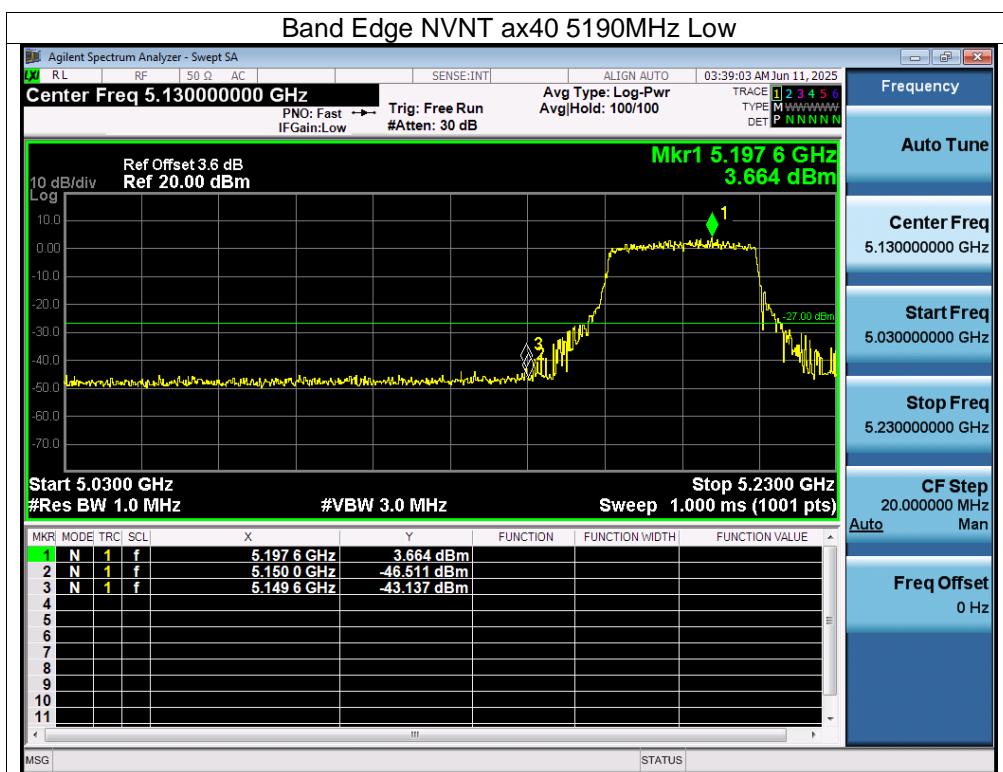 Band Edge NVNT ax40 5190MHz Low
Agilent Spectrum Analyzer - Swept SA
LXI RL RF 50 Ω AC SENSE:INT ALIGN AUTO 03:39:03 AM Jun 11, 2025
Center Freq 5.130000000 GHz
PNO: Fast
IFGain:Low
Trig: Free Run
#Atten: 30 dB
Avg Type: Log-Pwr
Avg|Hold: 100/100
TRACE 1 2 3 4 5 6
TYPE M WWWWW
DET P N N N N N
Ref Offset 3.6 dB
Ref 20.00 dBm
10 dB/div
Log
Mkr1 5.197 6 GHz
3.664 dBm
10.0
0.00
-10.0
-20.0
-30.0
-40.0
-50.0
-60.0
-70.0
1
-27.00 dBm
3
2
Start 5.0300 GHz Stop 5.2300 GHz
#Res BW 1.0 MHz #VBW 3.0 MHz Sweep 1.000 ms (1001 pts)
MKR MODE TRC SCL X Y FUNCTION FUNCTION WIDTH FUNCTION VALUE
1 N 1 f 5.197 6 GHz 3.664 dBm
2 N 1 f 5.150 0 GHz -46.511 dBm
3 N 1 f 5.149 6 GHz -43.137 dBm
4
5
6
7
8
9
10
11
MSG STATUS
Frequency
Auto Tune
Center Freq
5.130000000 GHz
Start Freq
5.030000000 GHz
Stop Freq
5.230000000 GHz
CF Step
20.000000 MHz
Auto Man
Freq Offset
0 Hz